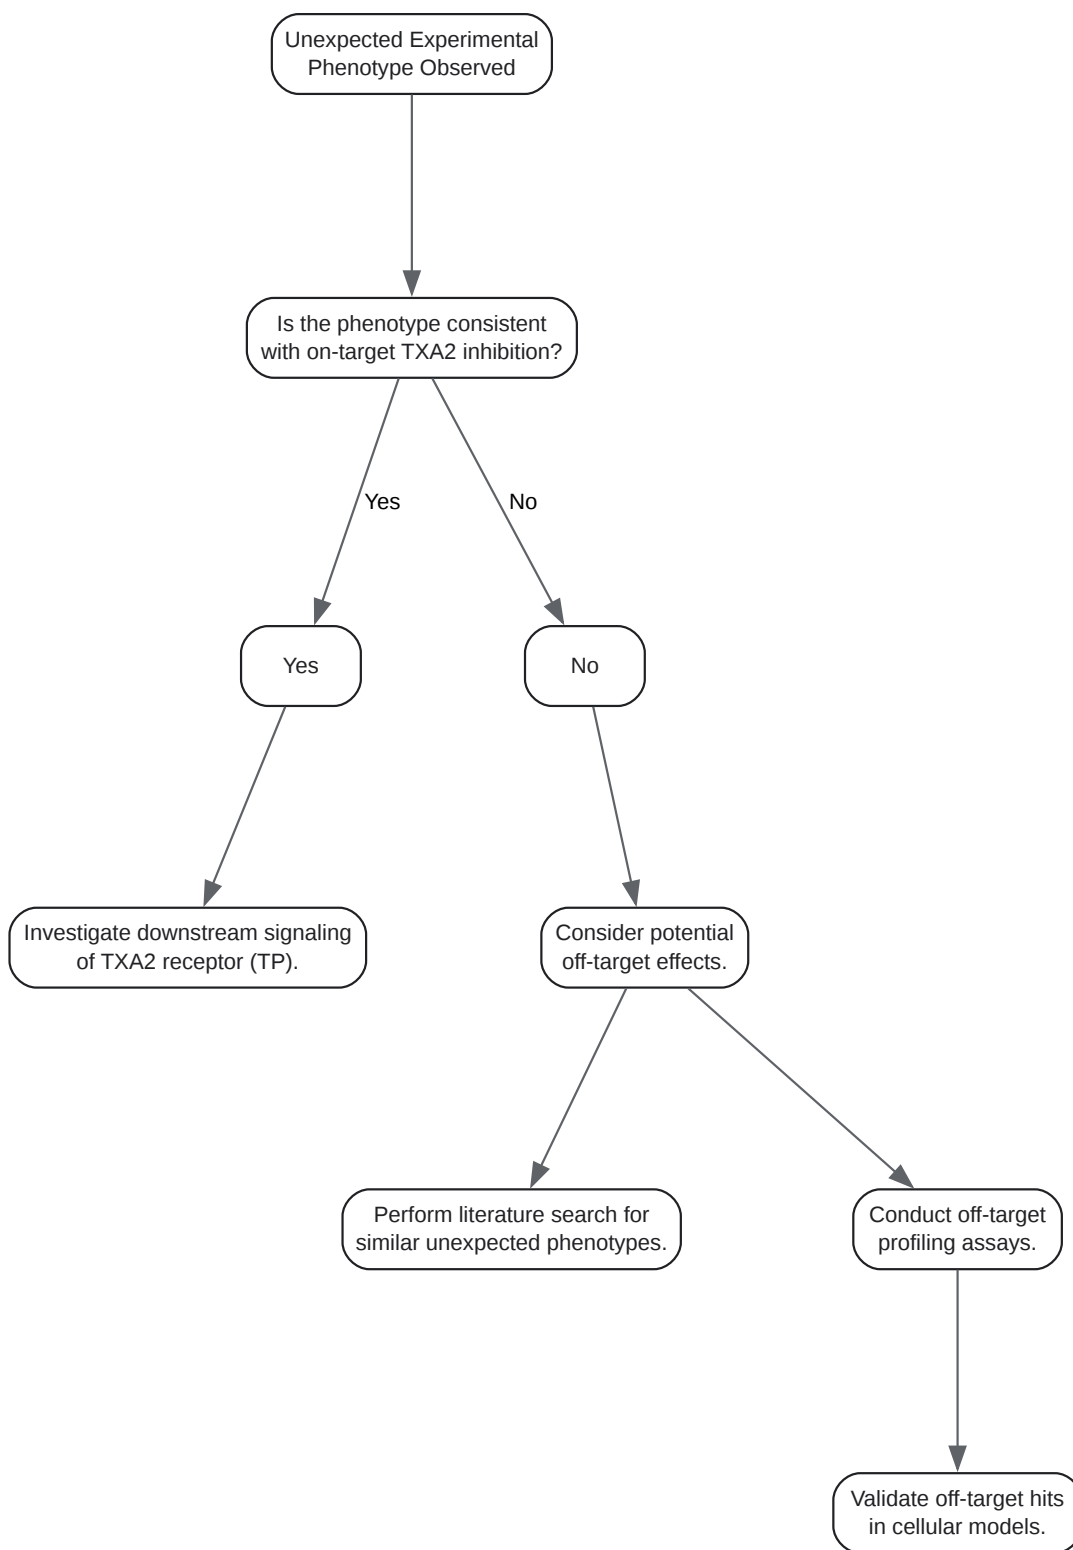 Unexpected Experimental
Phenotype Observed
Is the phenotype consistent
with on-target TXA2 inhibition?
Yes
No
Yes
No
Investigate downstream signaling
of TXA2 receptor (TP).
Consider potential
off-target effects.
Perform literature search for
similar unexpected phenotypes.
Conduct off-target
profiling assays.
Validate off-target hits
in cellular models.